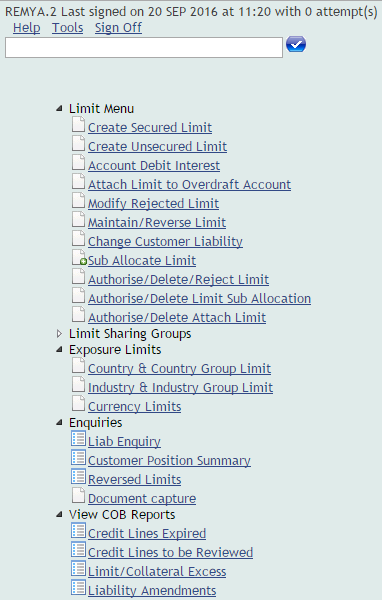 REMYA.2 Last signed on 20 SEP 2016 at 11:20 with 0 attempt(s)
Help Tools Sign Off
Limit Menu
Create Secured Limit
Create Unsecured Limit
Account Debit Interest
Attach Limit to Overdraft Account
Modify Rejected Limit
Maintain/Reverse Limit
Change Customer Liability
Sub Allocate Limit
Authorise/Delete/Reject Limit
Authorise/Delete Limit Sub Allocation
Authorise/Delete Attach Limit
Limit Sharing Groups
Exposure Limits
Country & Country Group Limit
Industry & Industry Group Limit
Currency Limits
Enquiries
Liab Enquiry
Customer Position Summary
Reversed Limits
Document capture
View COB Reports
Credit Lines Expired
Credit Lines to be Reviewed
Limit/Collateral Excess
Liability Amendments